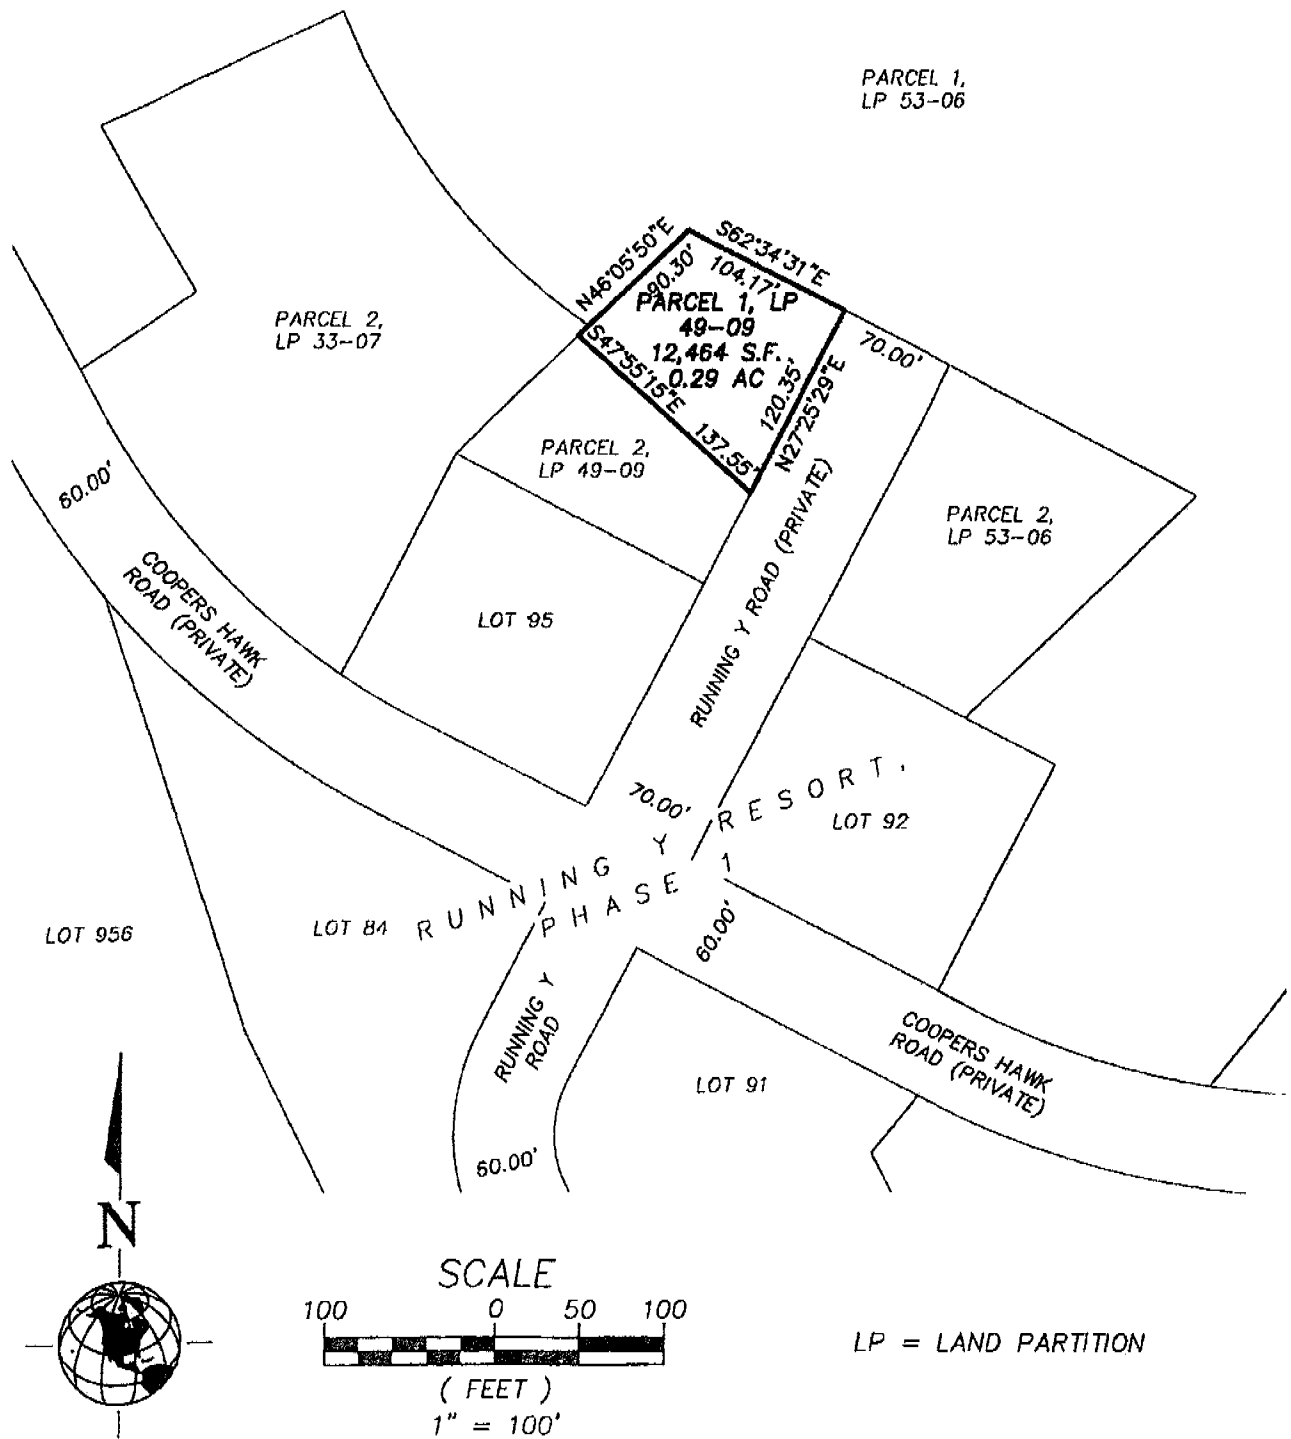 PARCEL 1,
LP 53-06
N46°05'50"E
90.30'
S62°34'31"E
104.17'
PARCEL 1, LP
49-09
12,464 S.F.
0.29 AC
S47°55'15"E
137.55'
120.35'
N27°25'29"E
70.00'
PARCEL 2,
LP 33-07
PARCEL 2,
LP 49-09
60.00'
PARCEL 2,
LP 53-06
COOPERS HAWK
ROAD (PRIVATE)
LOT 95
RUNNING Y ROAD (PRIVATE)
70.00'
LOT 92
RUNNING Y RESORT,
PHASE 1
LOT 956
LOT 84
60.00'
RUNNING Y
ROAD
COOPERS HAWK
ROAD (PRIVATE)
LOT 91
60.00'
N
SCALE
100 0 50 100
( FEET )
1" = 100'
LP = LAND PARTITION